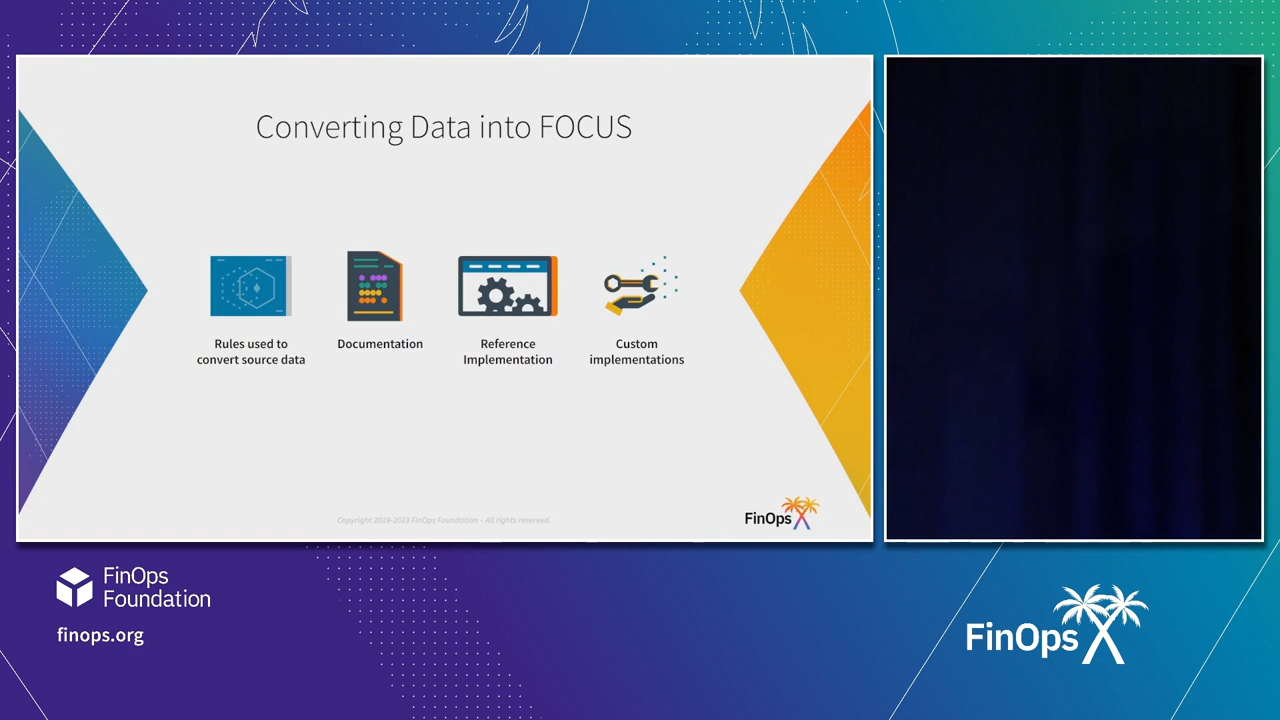 Converting Data into FOCUS
Rules used to
convert source data
Documentation
Reference
Implementation
Custom
implementations
Copyright 2019-2023 FinOps Foundation – All rights reserved.
FinOps X
FinOps
Foundation
finops.org
FinOps X